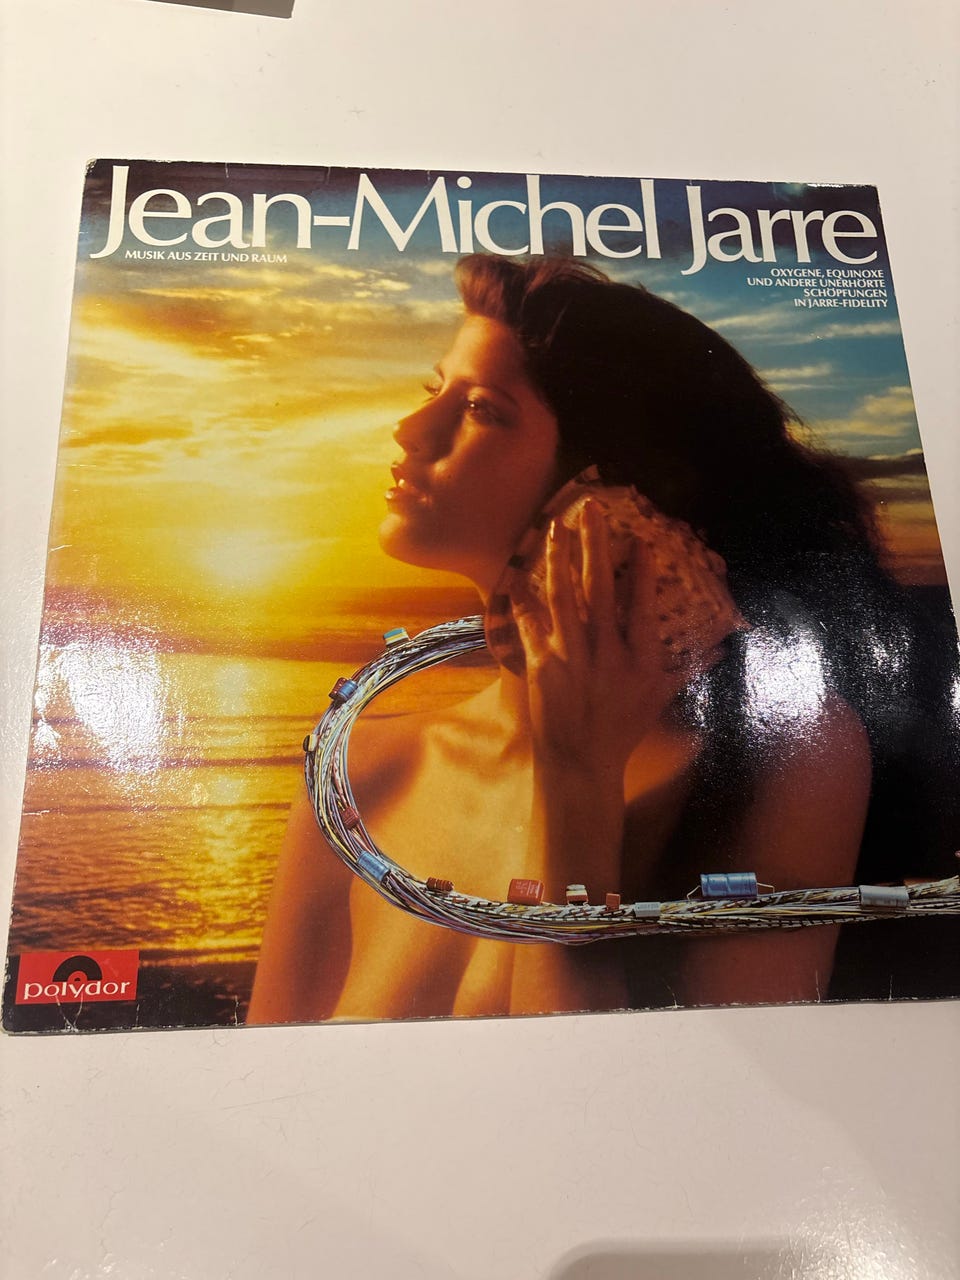 Jean-Michel Jarre
MUSIK AUS ZEIT UND RAUM
OXYGENE, EQUINOXE
UND ANDERE UNERHÖRTE
SCHÖPFUNGEN
IN JARRE-FIDELITY
polydor